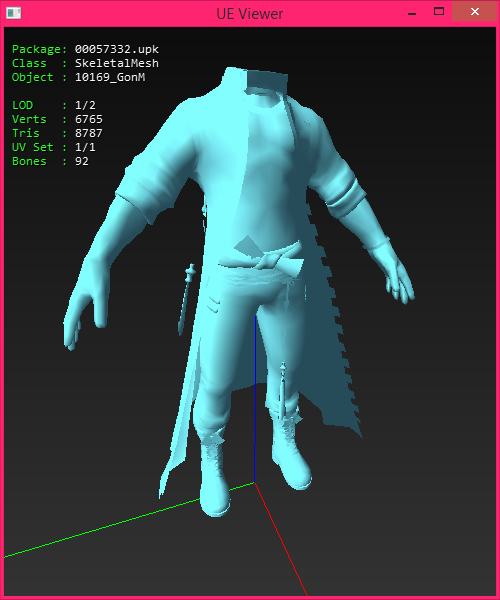 UE Viewer
Package: 00057332.upk
Class  : SkeletalMesh
Object : 10169_GonM
LOD    : 1/2
Verts  : 6765
Tris   : 8787
UV Set : 1/1
Bones  : 92